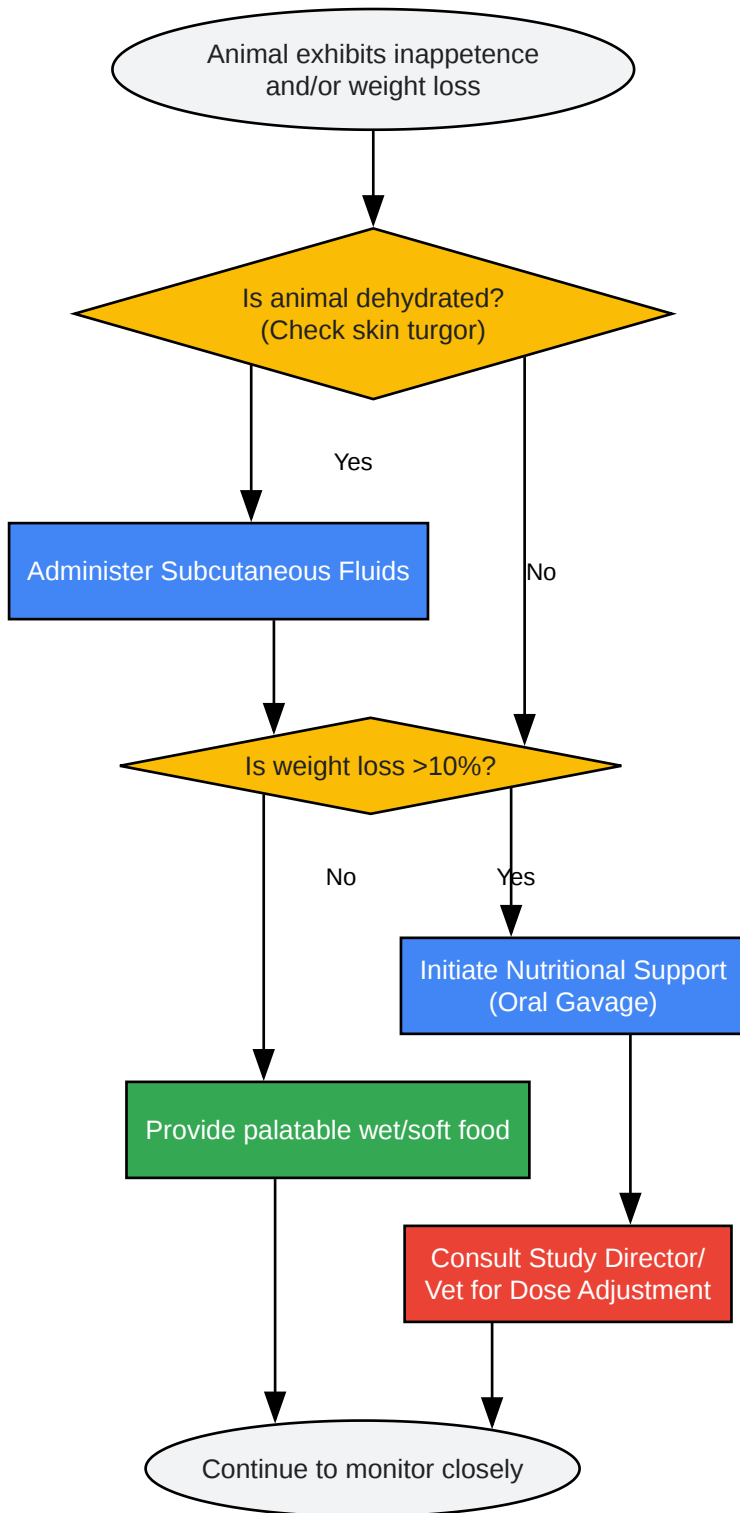 Animal exhibits inappetence
and/or weight loss
Is animal dehydrated?
(Check skin turgor)
Yes
Administer Subcutaneous Fluids
No
Is weight loss >10%?
No
Yes
Initiate Nutritional Support
(Oral Gavage)
Provide palatable wet/soft food
Consult Study Director/
Vet for Dose Adjustment
Continue to monitor closely